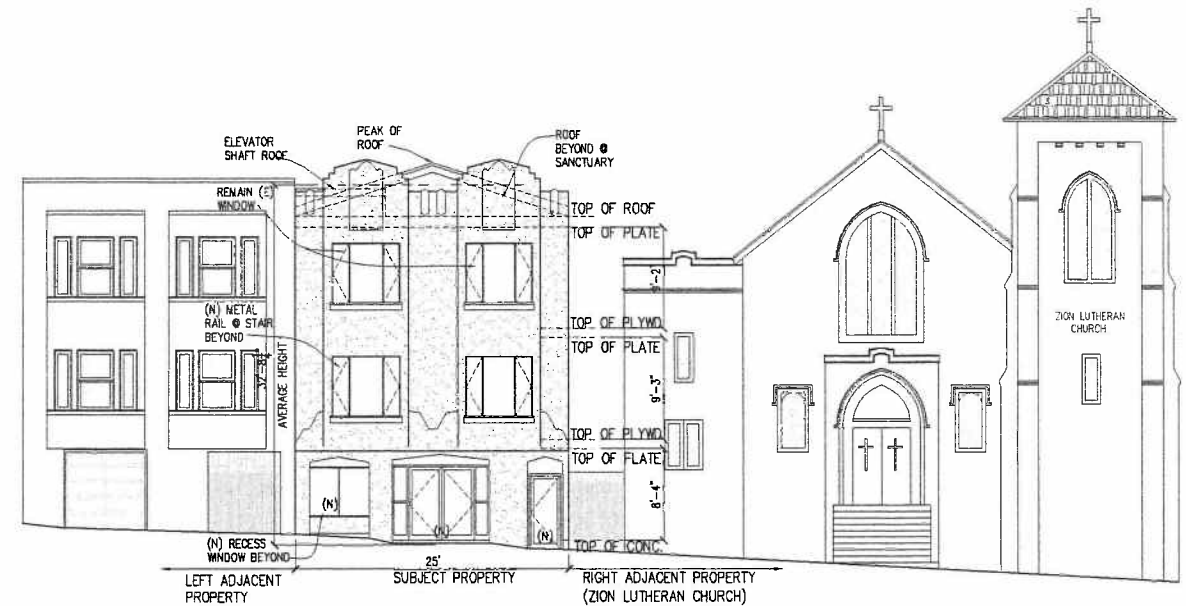 ELEVATOR
SHAFT ROOF
PEAK OF
ROOF
ROOF
BEYOND @
SANCTUARY
REMAIN (E)
WINDOW
TOP OF ROOF
TOP OF PLATE
9'-2
(N) METAL
RAIL @ STAIR
BEYOND
AVERAGE HEIGHT
TOP OF PLYWD.
TOP OF PLATE
9'-3"
TOP OF PLYWD.
TOP OF PLATE
8'-4"
ZION LUTHERAN
CHURCH
(N)
(N)
(N)
(N) RECESS
WINDOW BEYOND
TOP OF CONC.
25'
LEFT ADJACENT
PROPERTY
SUBJECT PROPERTY
RIGHT ADJACENT PROPERTY
(ZION LUTHERAN CHURCH)